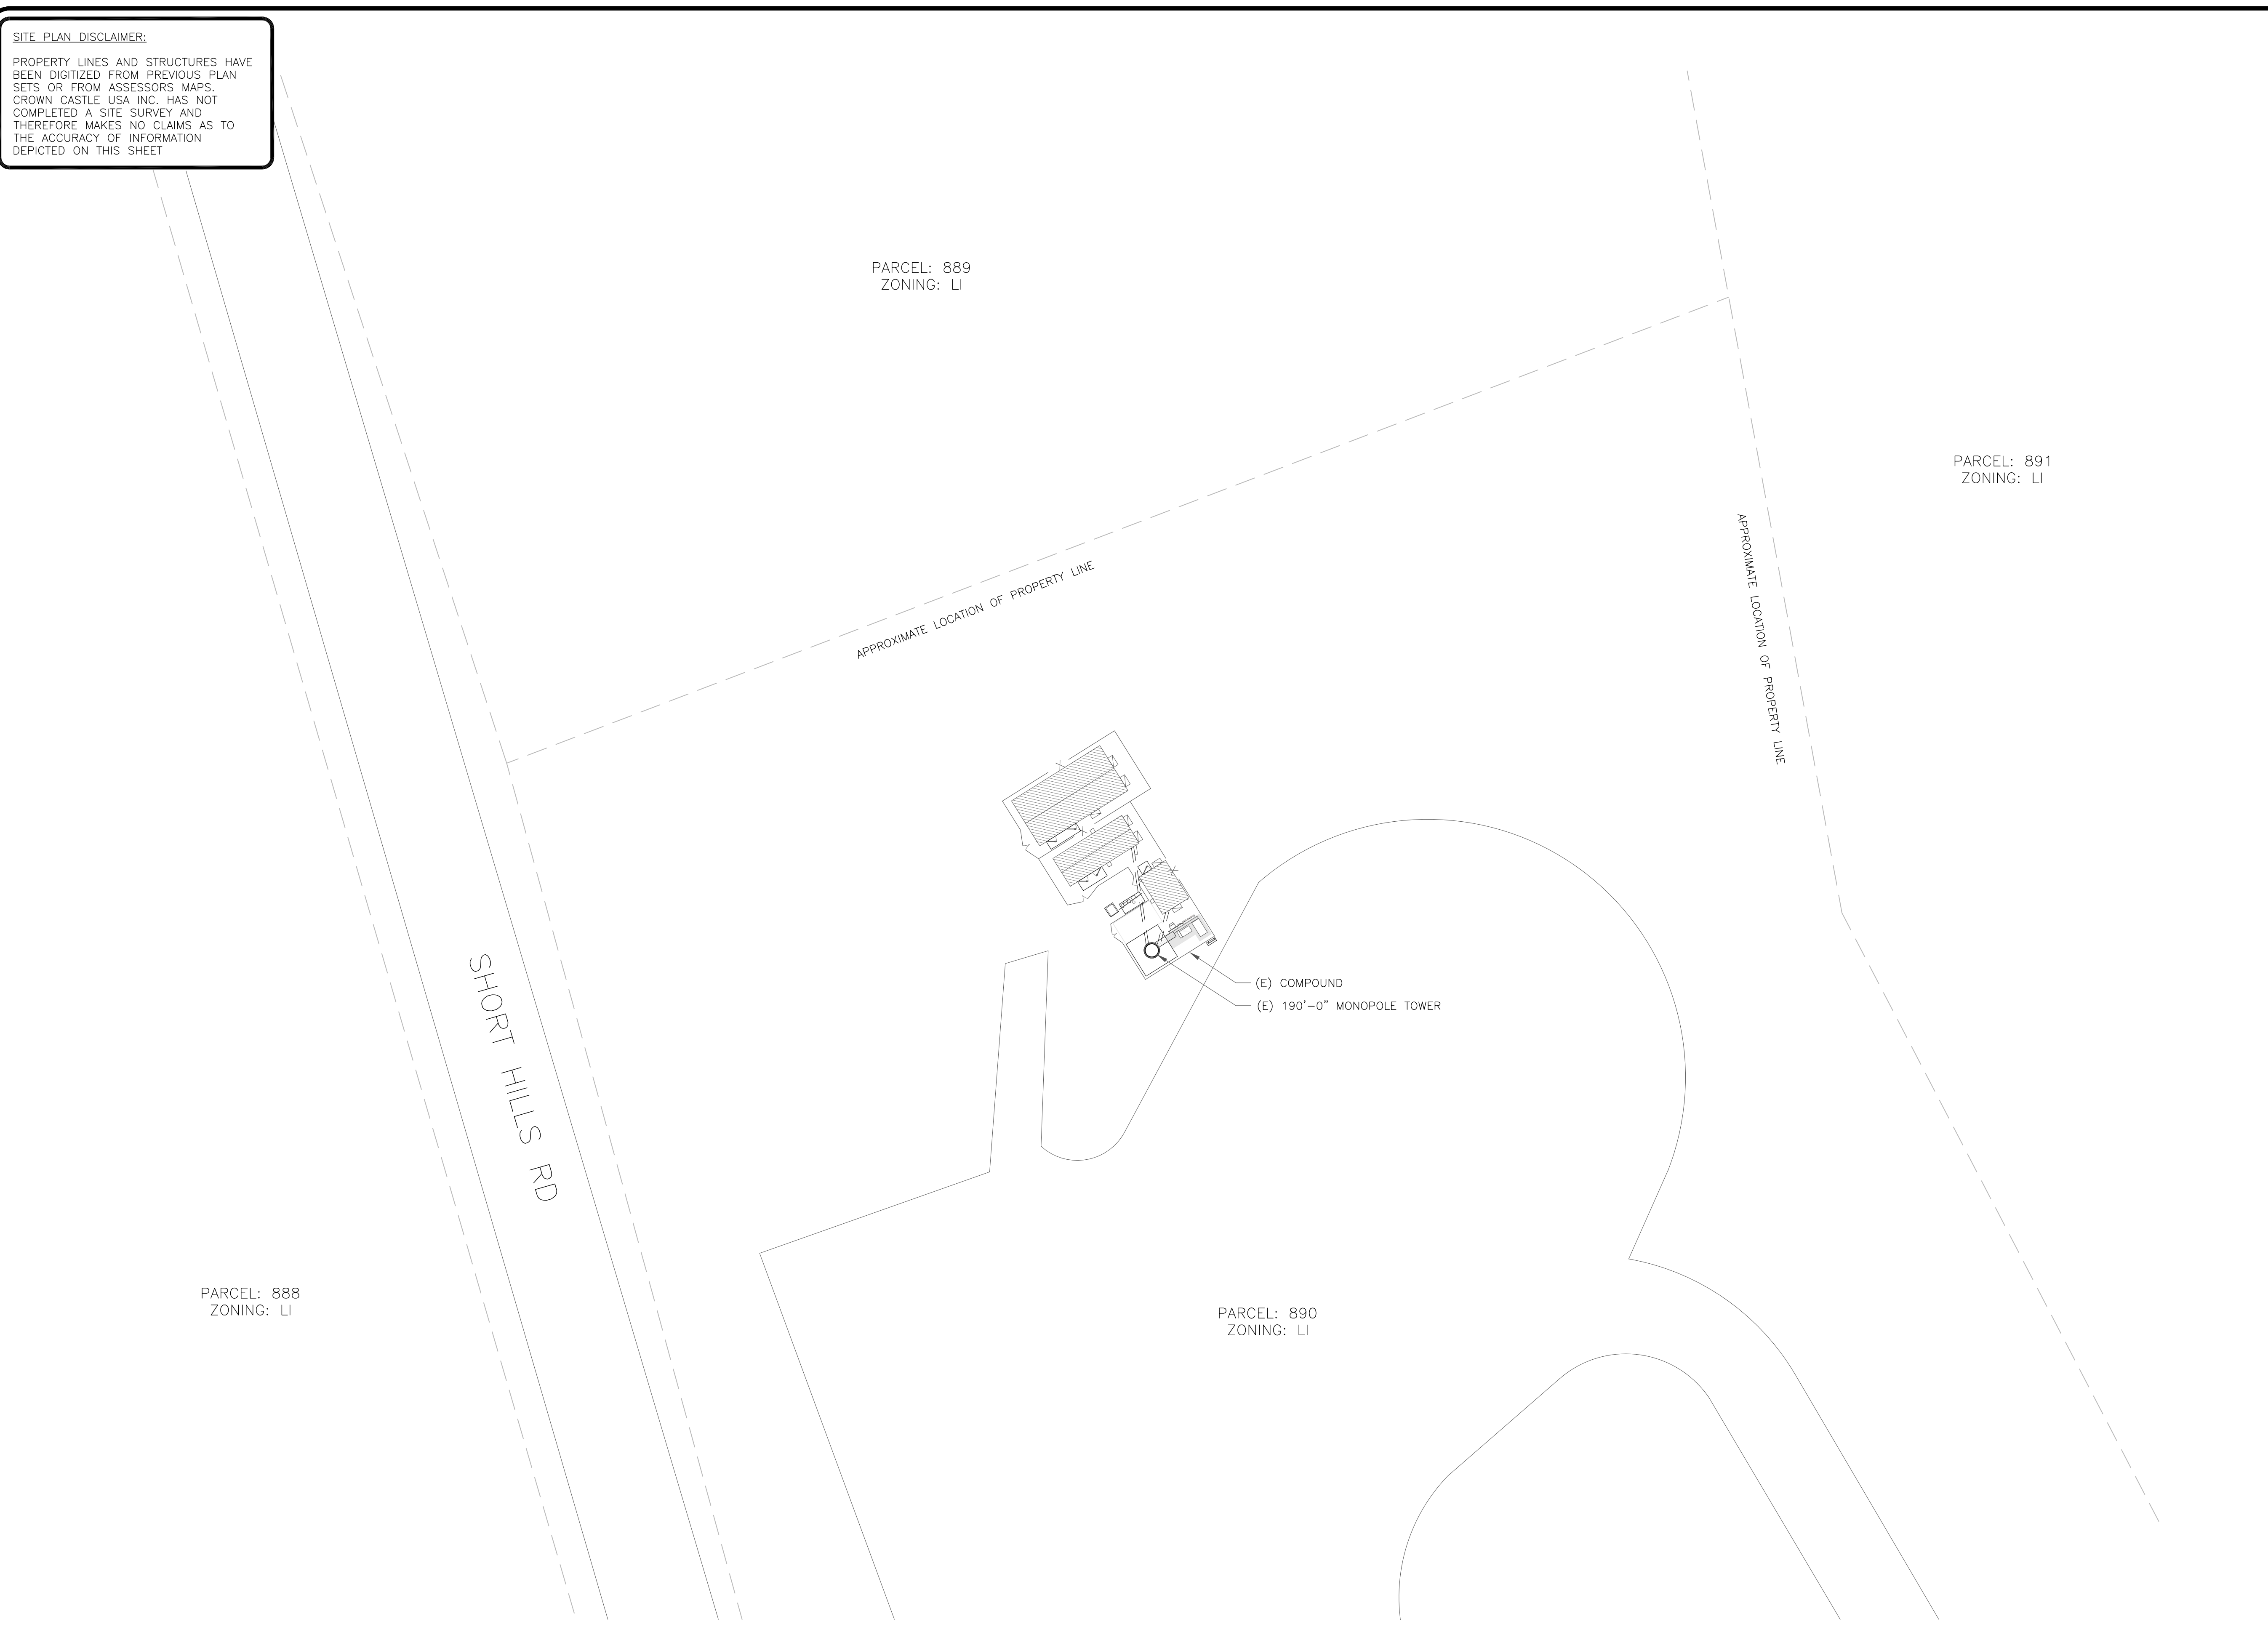 SITE PLAN DISCLAIMER:
PROPERTY LINES AND STRUCTURES HAVE
BEEN DIGITIZED FROM PREVIOUS PLAN
SETS OR FROM ASSESSORS MAPS.
CROWN CASTLE USA INC. HAS NOT
COMPLETED A SITE SURVEY AND
THEREFORE MAKES NO CLAIMS AS TO
THE ACCURACY OF INFORMATION
DEPICTED ON THIS SHEET
PARCEL: 889
ZONING: LI
PARCEL: 891
ZONING: LI
APPROXIMATE LOCATION OF PROPERTY LINE
APPROXIMATE LOCATION OF PROPERTY LINE
SHORT HILLS RD
(E) COMPOUND
(E) 190'-0" MONOPOLE TOWER
PARCEL: 888
ZONING: LI
PARCEL: 890
ZONING: LI